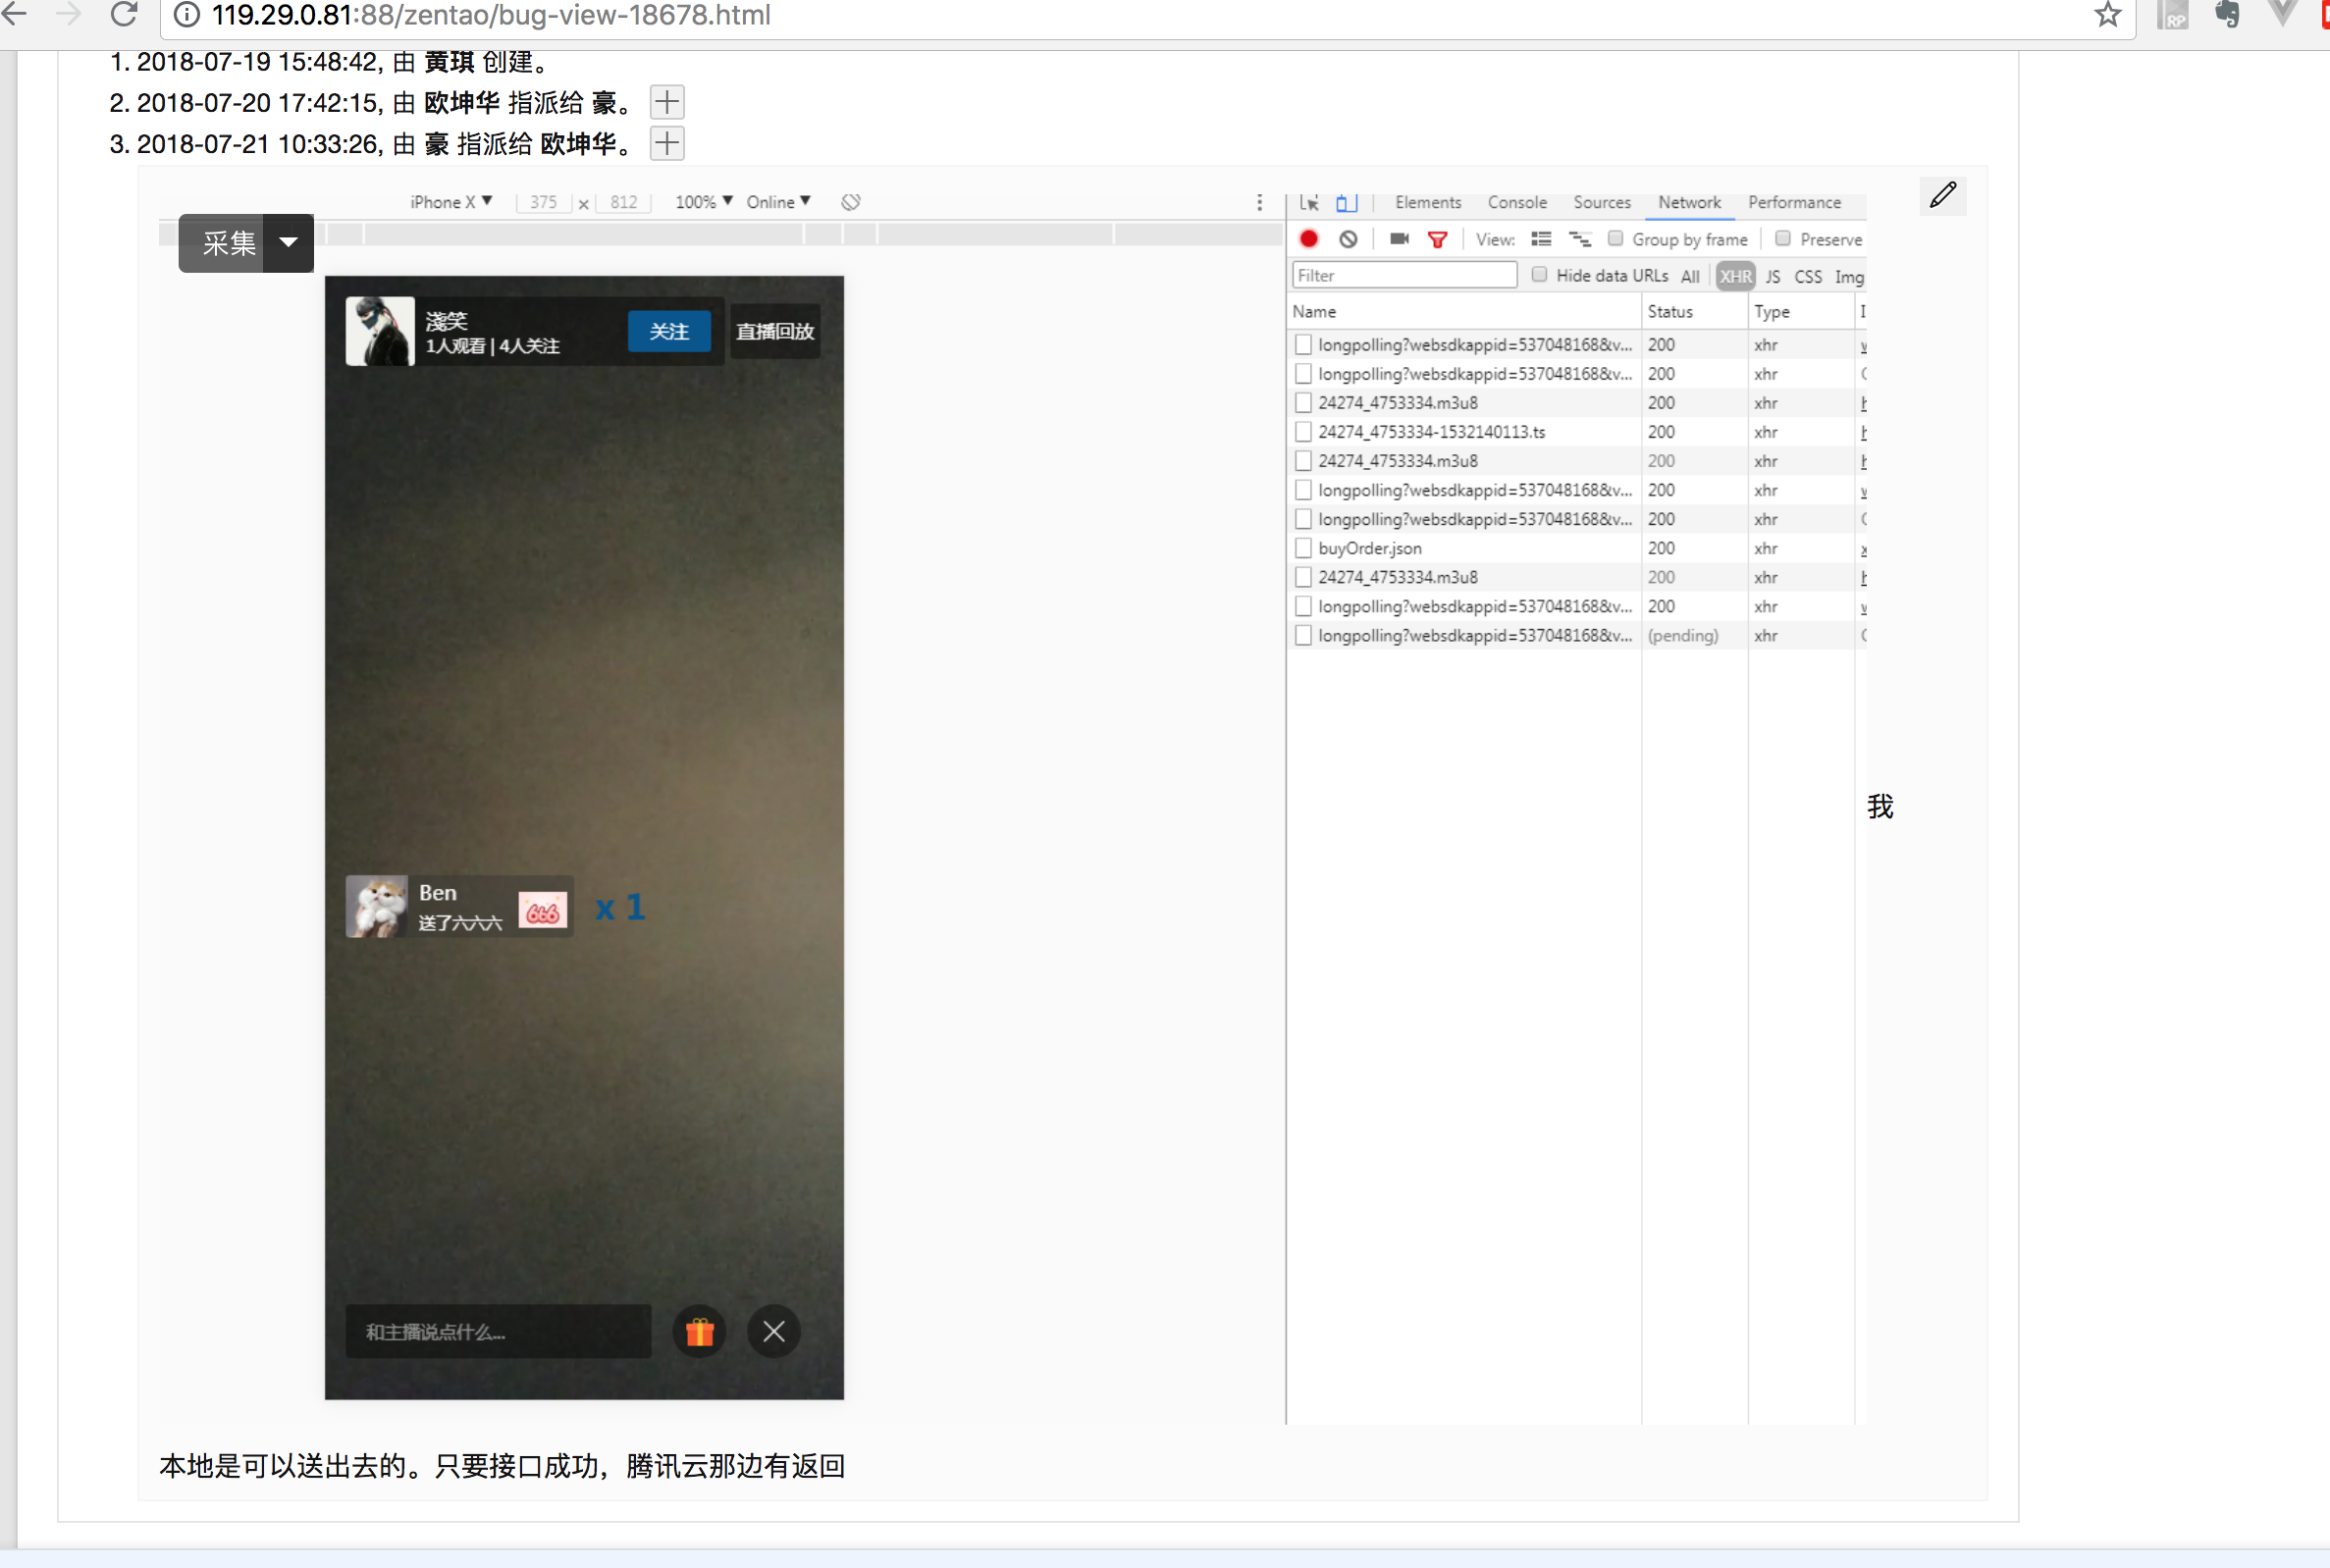 119.29.0.81:88/zentao/bug-view-18678.html
RP
1. 2018-07-19 15:48:42, 由 黄琪 创建。
2. 2018-07-20 17:42:15, 由 欧坤华 指派给 豪。
3. 2018-07-21 10:33:26, 由 豪 指派给 欧坤华。
iPhone X ▼ 375 × 812 100% ▼ Online ▼
采集
淺笑
1人观看 | 4人关注
关注
直播回放
Ben
送了六六六
666
x 1
和主播说点什么...
Elements Console Sources Network Performance
View: Group by frame Preserve
Filter Hide data URLs All XHR JS CSS Img
Name Status Type
longpolling?websdkappid=537048168&v... 200 xhr
longpolling?websdkappid=537048168&v... 200 xhr
24274_4753334.m3u8 200 xhr
24274_4753334-1532140113.ts 200 xhr
24274_4753334.m3u8 200 xhr
longpolling?websdkappid=537048168&v... 200 xhr
longpolling?websdkappid=537048168&v... 200 xhr
buyOrder.json 200 xhr
24274_4753334.m3u8 200 xhr
longpolling?websdkappid=537048168&v... 200 xhr
longpolling?websdkappid=537048168&v... (pending) xhr
我
本地是可以送出去的。只要接口成功，腾讯云那边有返回